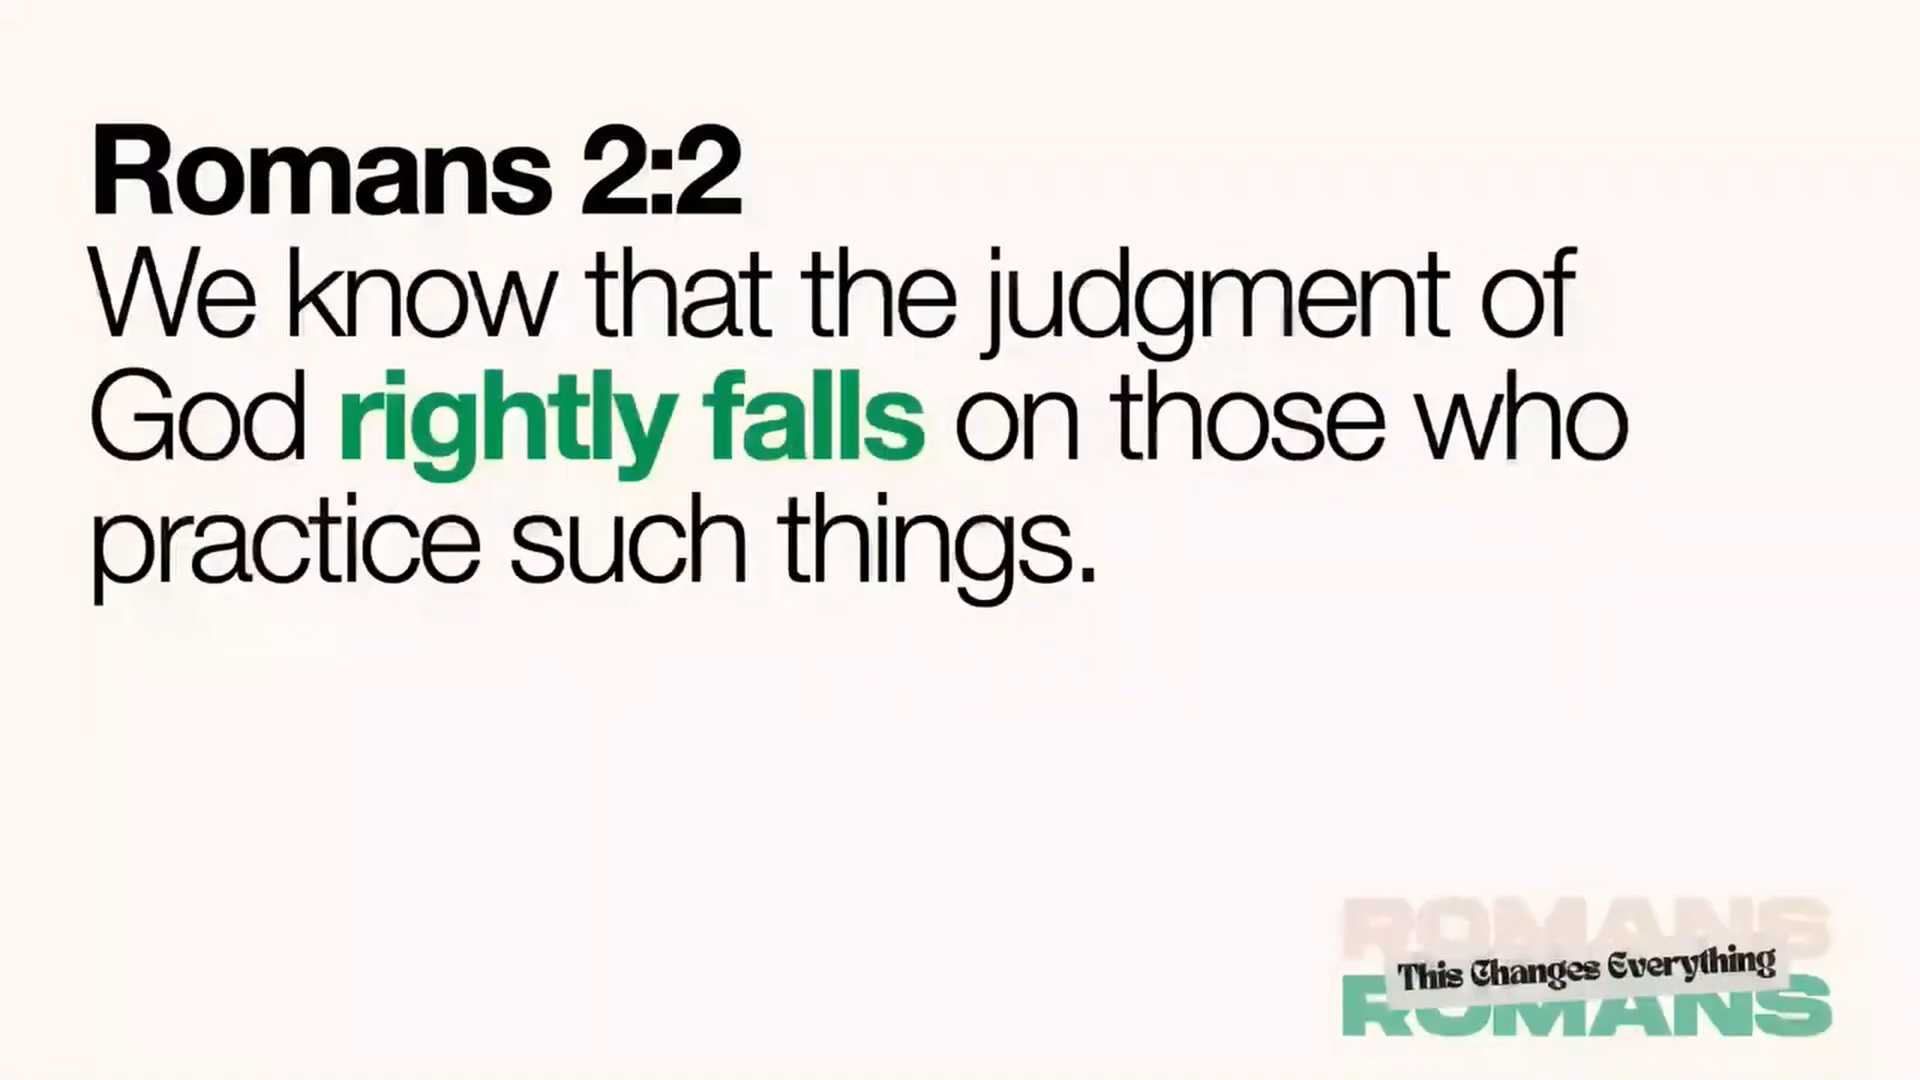 Romans 2:2
We know that the judgment of
God rightly falls on those who
practice such things.
ROMANS
This Changes Everything
ROMANS